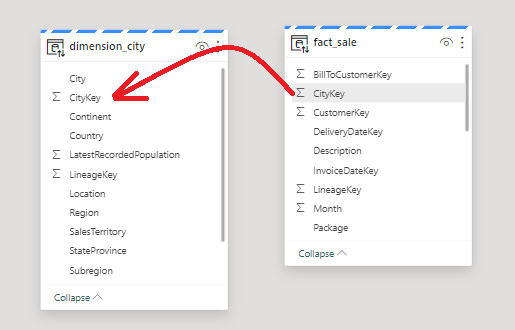 dimension_city
City
CityKey
Continent
Country
LatestRecordedPopulation
LineageKey
Location
Region
SalesTerritory
StateProvince
Subregion
Collapse
fact_sale
BillToCustomerKey
CityKey
CustomerKey
DeliveryDateKey
Description
InvoiceDateKey
LineageKey
Month
Package
Collapse